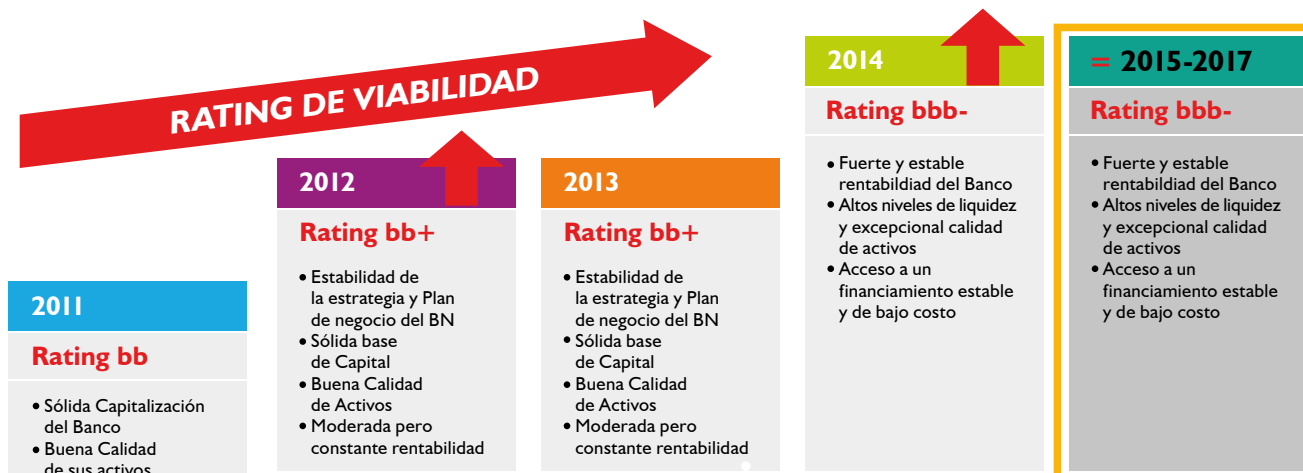 RATING DE VIABILIDAD
2011
Rating bb
• Sólida Capitalización
del Banco
• Buena Calidad
de sus activos
2012
Rating bb+
• Estabilidad de
la estrategia y Plan
de negocio del BN
• Sólida base
de Capital
• Buena Calidad
de Activos
• Moderada pero
constante rentabilidad
2013
Rating bb+
• Estabilidad de
la estrategia y Plan
de negocio del BN
• Sólida base
de Capital
• Buena Calidad
de Activos
• Moderada pero
constante rentabilidad
2014
Rating bbb-
• Fuerte y estable
rentabildiad del Banco
• Altos niveles de liquidez
y excepcional calidad
de activos
• Acceso a un
financiamiento estable
y de bajo costo
= 2015-2017
Rating bbb-
• Fuerte y estable
rentabildiad del Banco
• Altos niveles de liquidez
y excepcional calidad
de activos
• Acceso a un
financiamiento estable
y de bajo costo